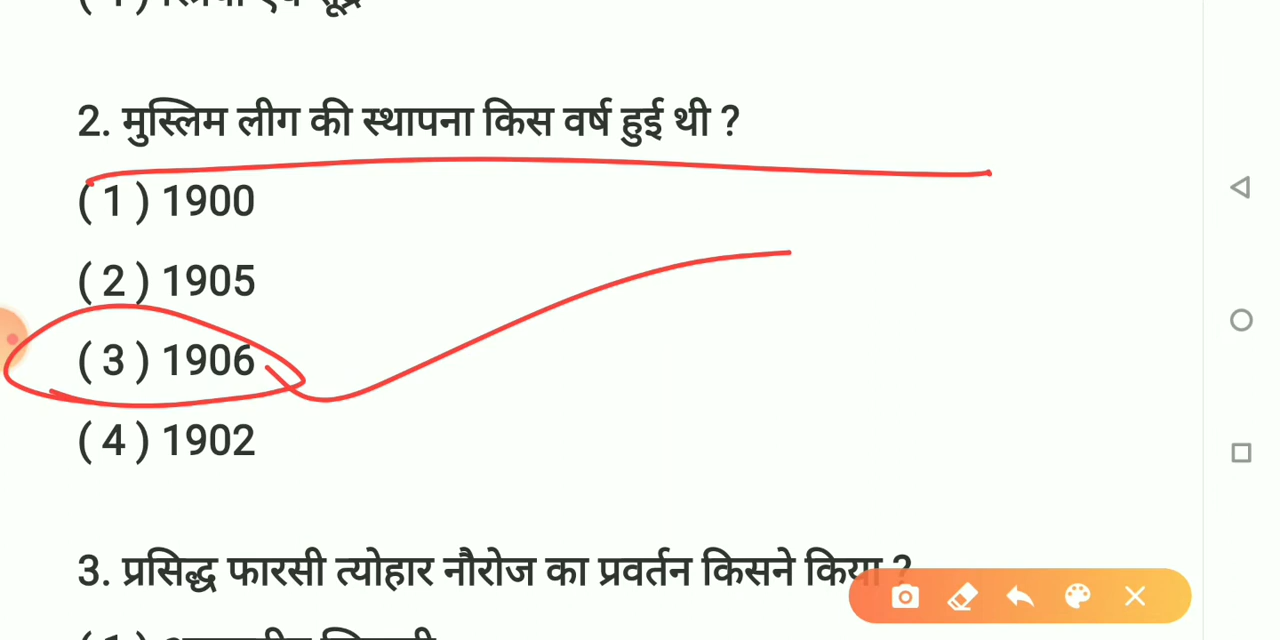 2. मुस्लिम लीग की स्थापना किस वर्ष हुई थी ?
( 1 ) 1900
( 2 ) 1905
( 3 ) 1906
( 4 ) 1902
3. प्रसिद्ध फारसी त्योहार नौरोज का प्रवर्तन किसने किया ?